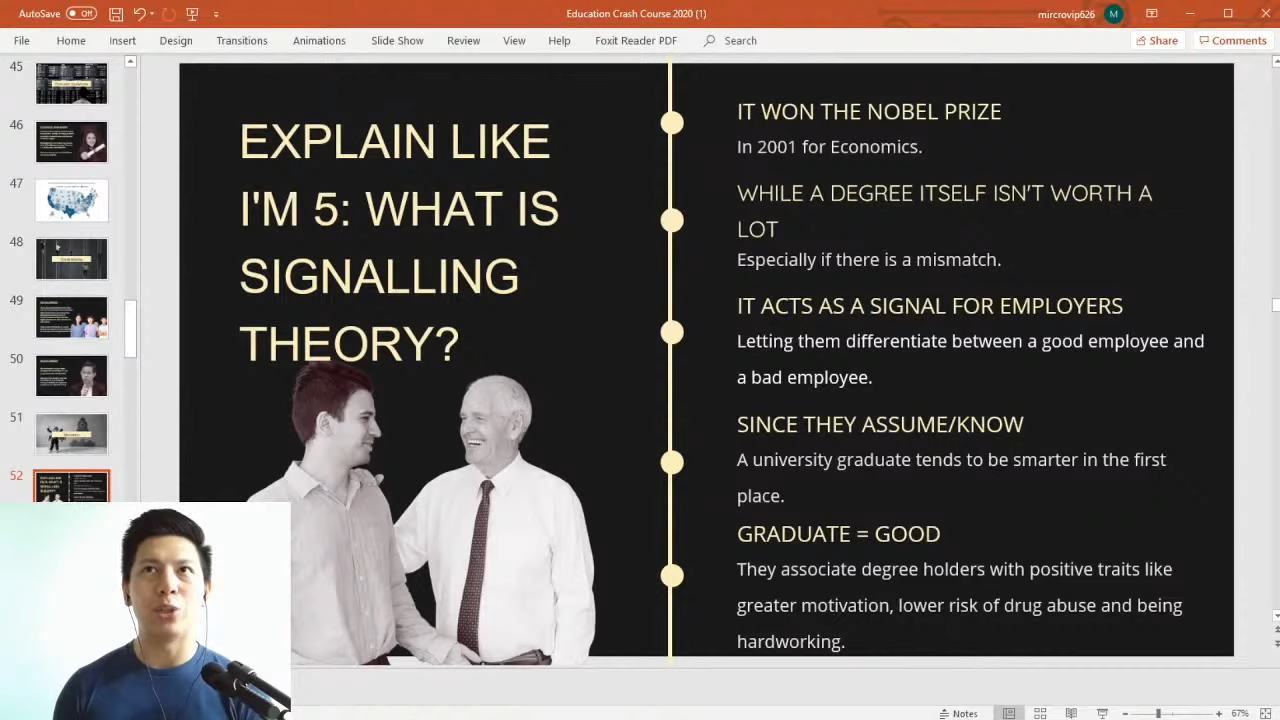 AutoSave Off
Education Crash Course 2020 (1)
mircrovip626 M
File Home Insert Design Transitions Animations Slide Show Review View Help Foxit Reader PDF Search
Share Comments
45
46
47
48
49
50
51
52
EXPLAIN LIKE
I'M 5: WHAT IS
SIGNALLING
THEORY?
IT WON THE NOBEL PRIZE
In 2001 for Economics.
WHILE A DEGREE ITSELF ISN'T WORTH A
LOT
Especially if there is a mismatch.
IT ACTS AS A SIGNAL FOR EMPLOYERS
Letting them differentiate between a good employee and
a bad employee.
SINCE THEY ASSUME/KNOW
A university graduate tends to be smarter in the first
place.
GRADUATE = GOOD
They associate degree holders with positive traits like
greater motivation, lower risk of drug abuse and being
hardworking.
Notes
67%